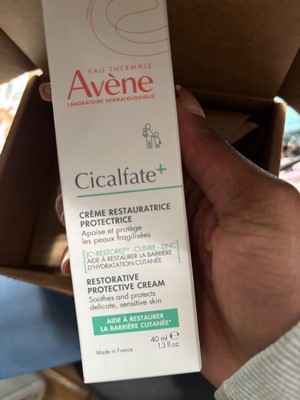 EAU THERMALE
Avène
LABORATOIRE DERMATOLOGIQUE
Cicalfate+
CRÈME RESTAURATRICE
PROTECTRICE
Apaise et protège
les peaux fragilisées
[C+-RESTORE]™ - CUIVRE - ZINC
AIDE À RESTAURER LA BARRIÈRE
D'HYDRATATION CUTANÉE
RESTORATIVE
PROTECTIVE CREAM
Soothes and protects
delicate, sensitive skin
AIDE À RESTAURER
LA BARRIÈRE CUTANÉE*
40 ml ℮
1.3 fl.oz.
Made in France